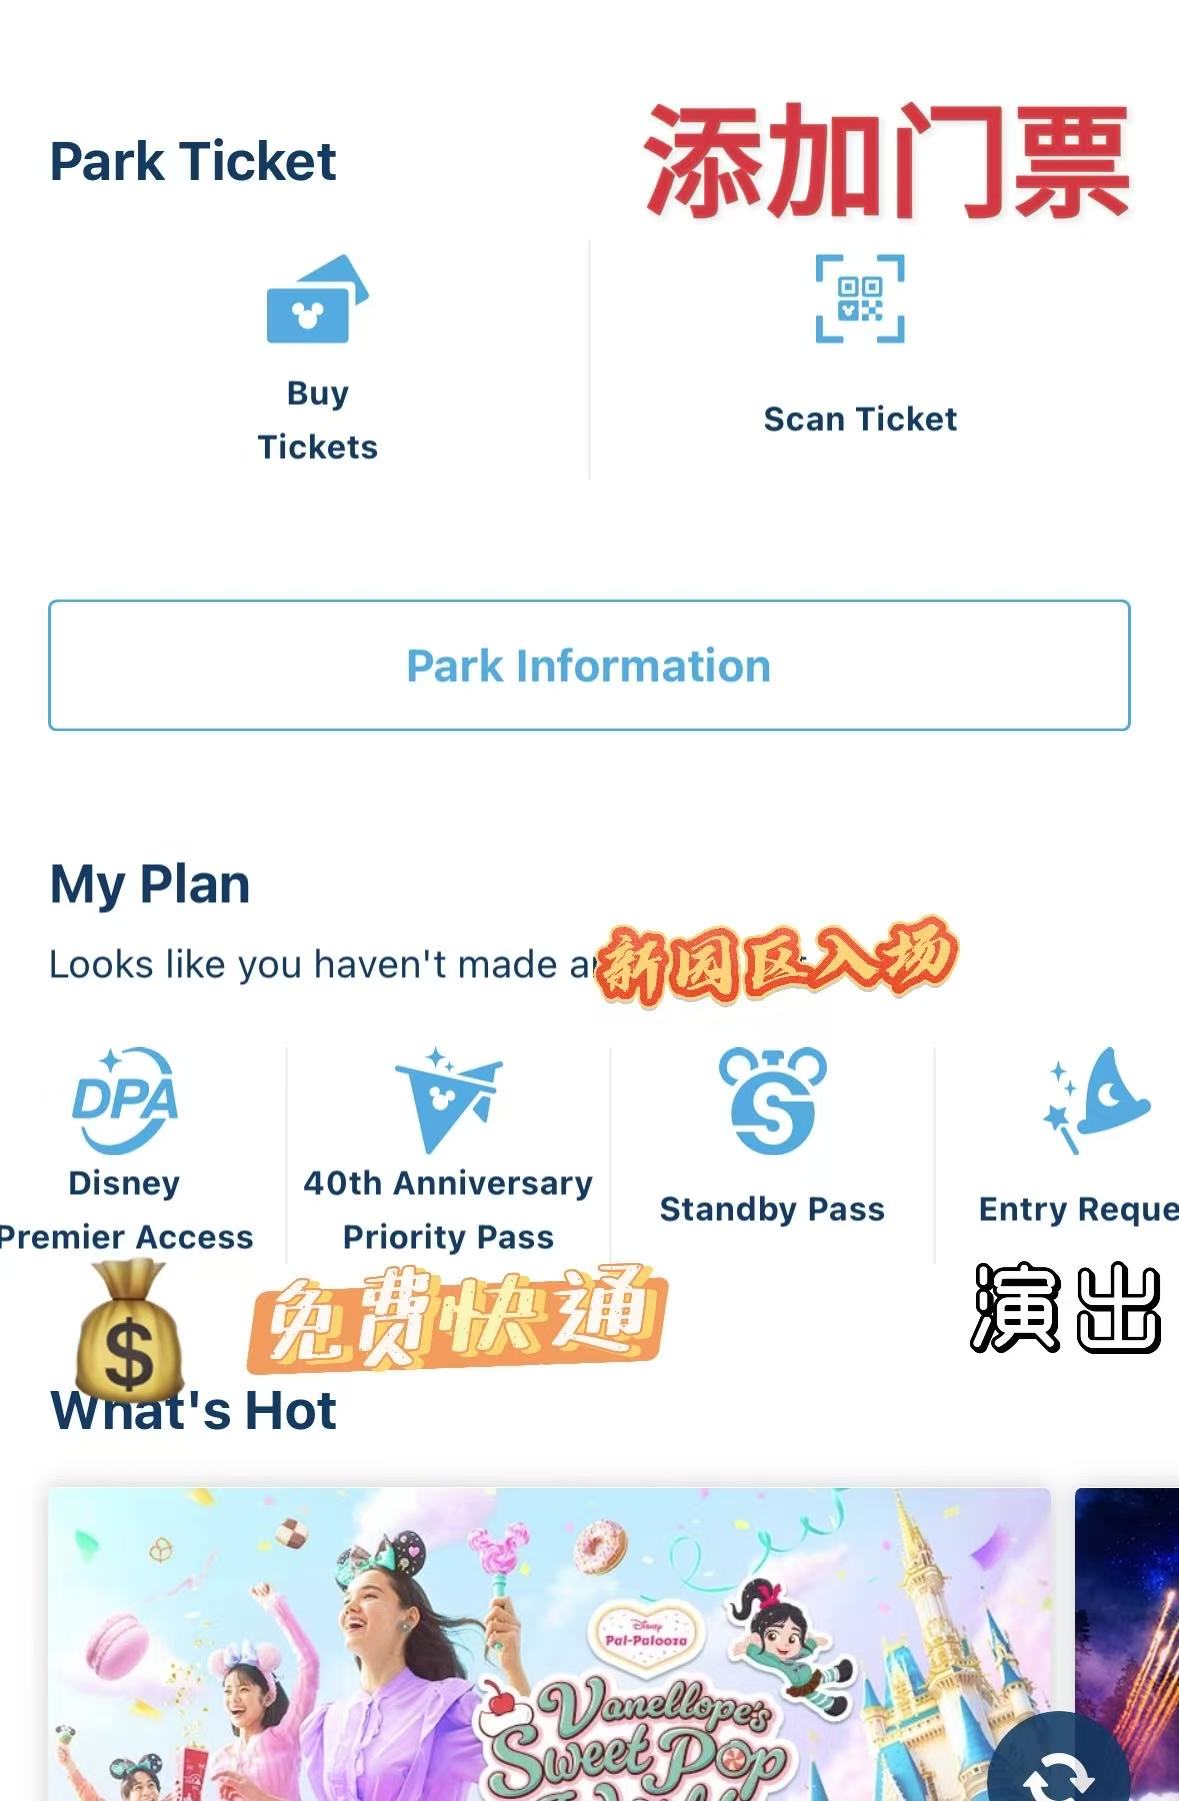 Park Ticket
添加门票
Buy
Tickets
Scan Ticket
Park Information
My Plan
Looks like you haven't made
新园区入场
DPA
Disney
Premier Access
40th Anniversary
Priority Pass
S
Standby Pass
Entry Reque
$
免费快通
演出
What's Hot
Disney
Pal-Palooza
Vanellope's
Sweet Pop